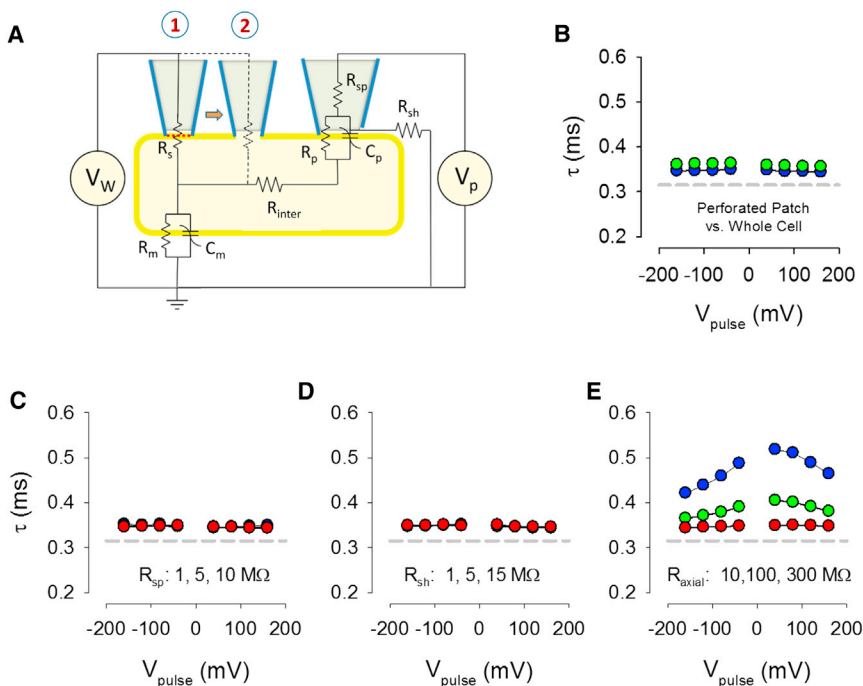 A
1
2
R_s
R_sp
R_sh
R_p
C_p
V_W
V_p
R_inter
R_m
C_m
B
τ (ms)
0.6
0.5
0.4
0.3
0.2
Perforated Patch
vs. Whole Cell
-200 -100 0 100 200
V_pulse (mV)
C
τ (ms)
0.6
0.5
0.4
0.3
0.2
R_sp: 1, 5, 10 MΩ
-200 -100 0 100 200
V_pulse (mV)
D
0.6
0.5
0.4
0.3
0.2
R_sh: 1, 5, 15 MΩ
-200 -100 0 100 200
V_pulse (mV)
E
0.6
0.5
0.4
0.3
0.2
R_axial: 10,100, 300 MΩ
-200 -100 0 100 200
V_pulse (mV)